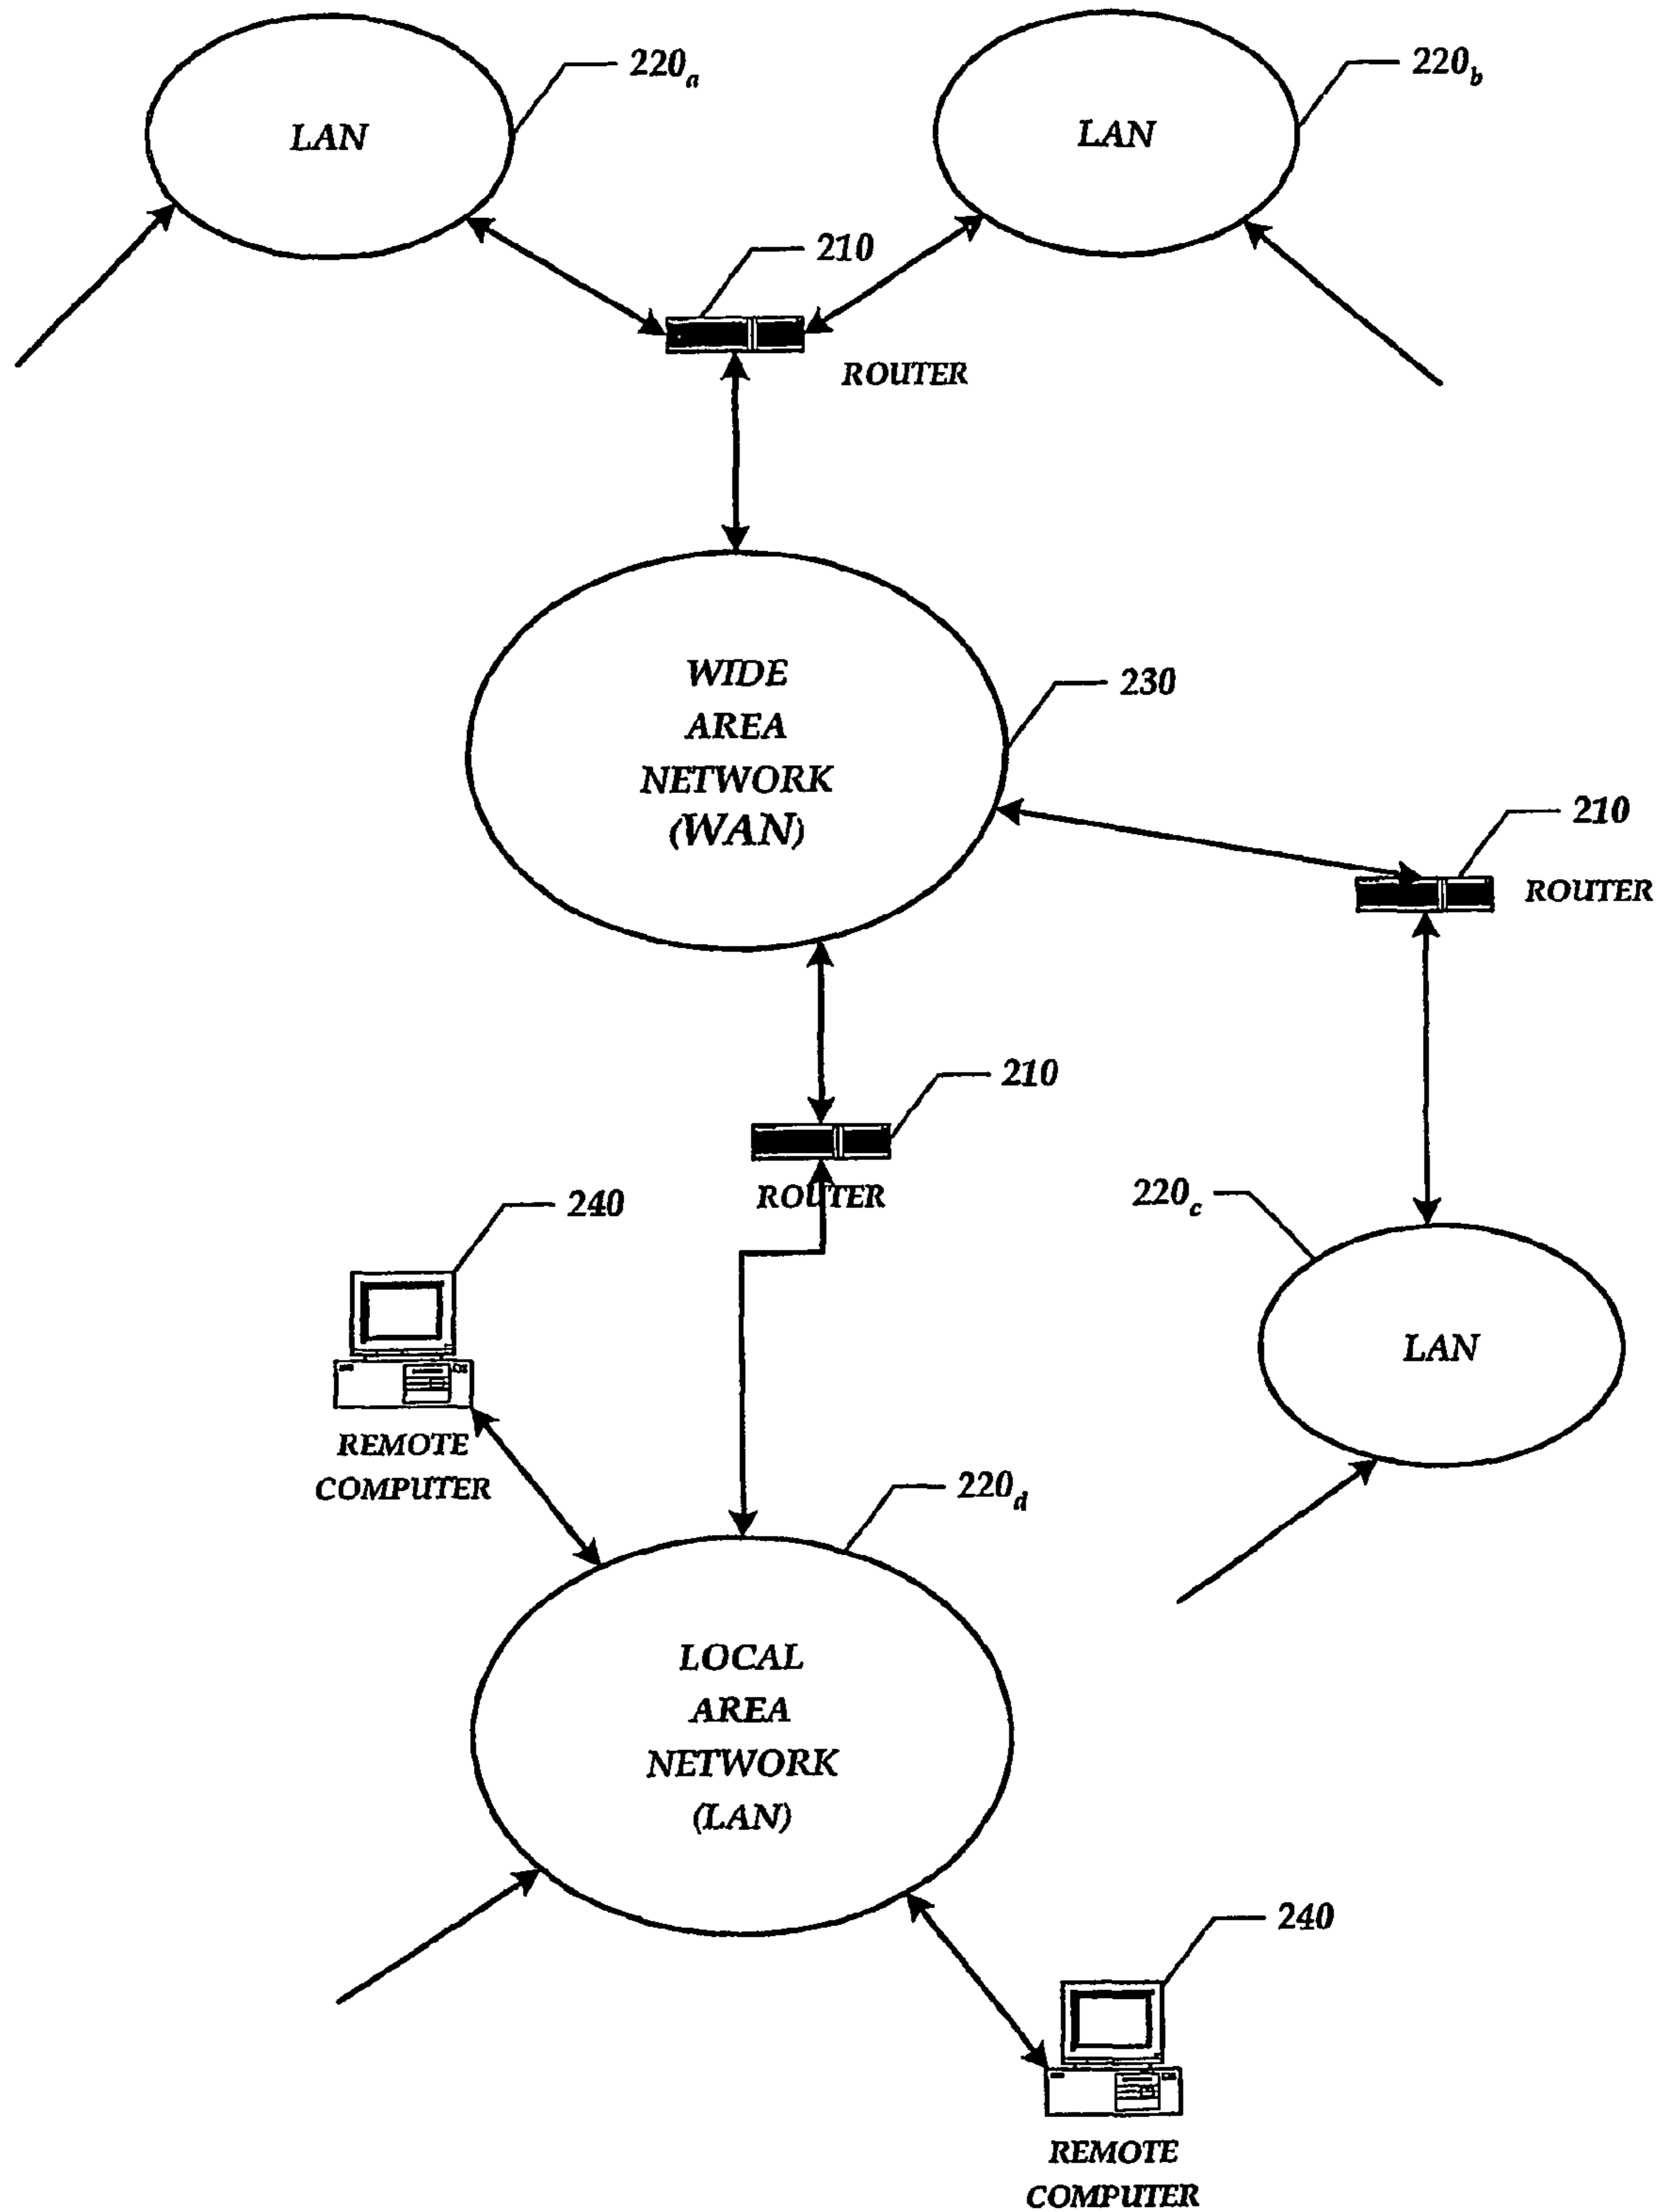 220a
220b
LAN
LAN
210
ROUTER
WIDE
AREA
NETWORK
(WAN)
230
210
ROUTER
210
ROUTER
240
220c
REMOTE
COMPUTER
LAN
220d
LOCAL
AREA
NETWORK
(LAN)
240
REMOTE
COMPUTER